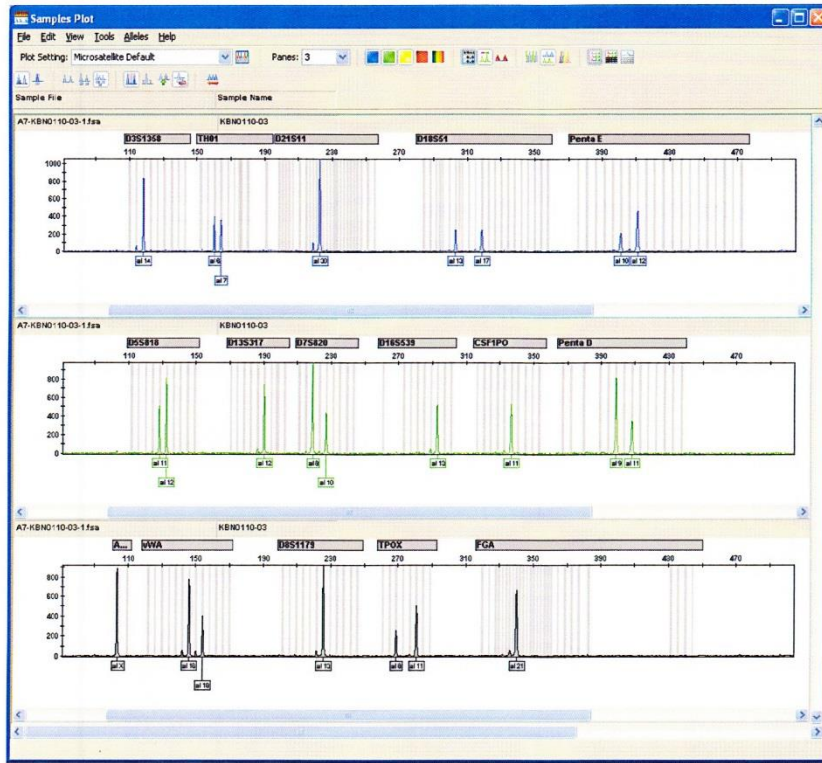 Samples Plot
File Edit View Tools Alleles Help
Plot Setting: Microsatellite Default Panes: 3
Sample File Sample Name
A7-KBN0110-03-1.fsa KBN0110-03
D3S1358 TH01 D21S11 D18S51 Penta E
110 150 190 230 270 310 350 390 430 470
1000
800
600
400
200
0
al 14 al 6 al 30 al 13 al 17 al 10 al 12
al 7
A7-KBN0110-03-1.fsa KBN0110-03
D5S818 D13S317 D7S820 D16S539 CSF1PO Penta D
110 150 190 230 270 310 350 390 430 470
800
600
400
200
0
al 11 al 12 al 8 al 13 al 11 al 9 al 11
al 12 al 10
A7-KBN0110-03-1.fsa KBN0110-03
A... vWA D8S1179 TPOX FGA
110 150 190 230 270 310 350 390 430 470
800
600
400
200
0
al X al 16 al 13 al 8 al 11 al 21
al 18